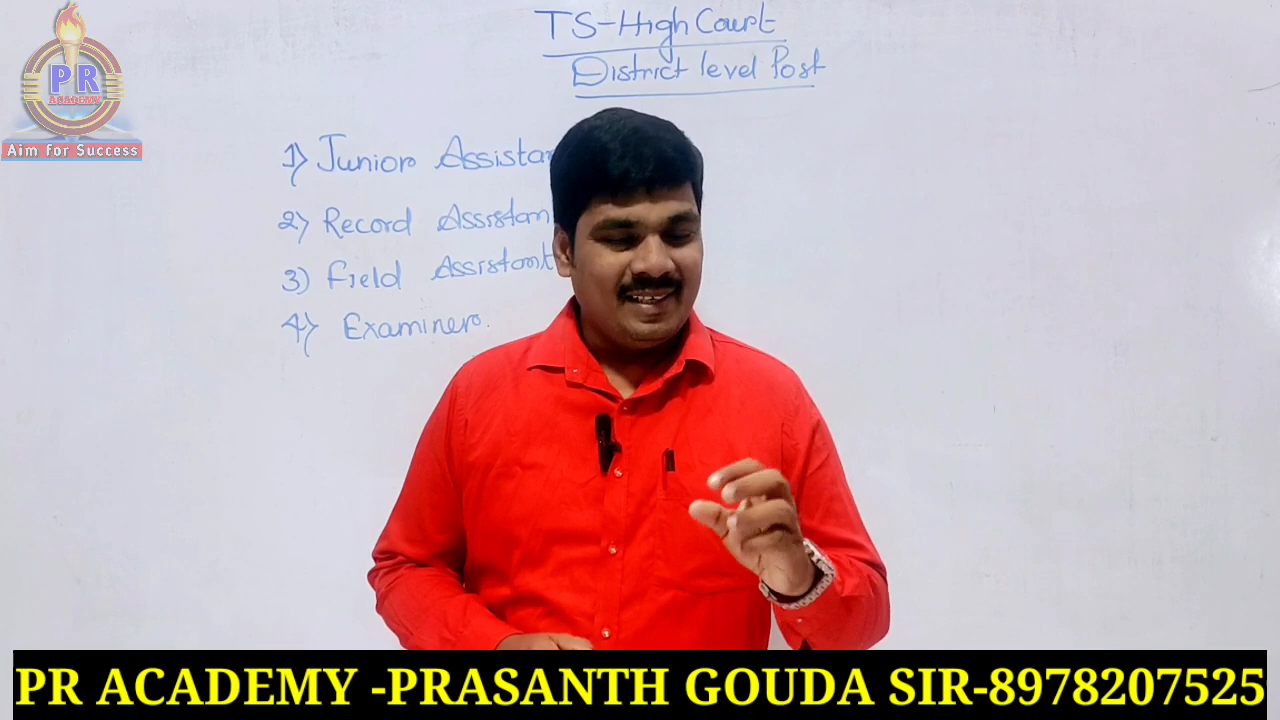 PR
ACADEMY
Aim for Success
TS-High Court
District level Post
1) Junior Assistan
2) Record Assistan
3) Field Assistant
4) Examiner.
PR ACADEMY -PRASANTH GOUDA SIR-8978207525